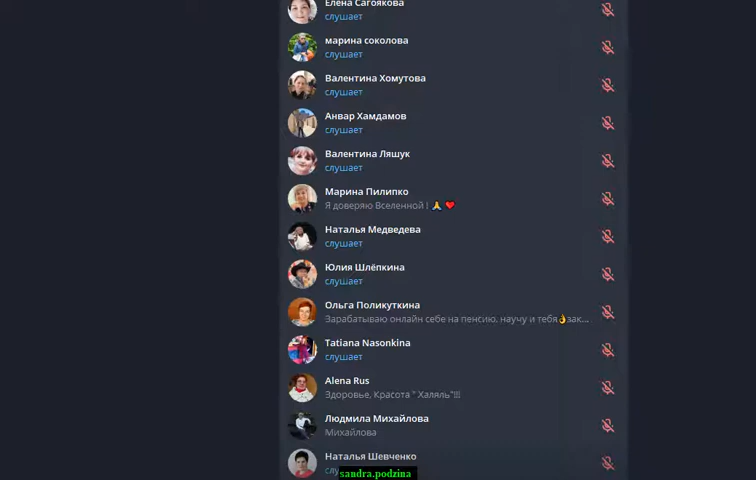 Елена Сагоякова
слушает
марина соколова
слушает
Валентина Хомутова
слушает
Анвар Хамдамов
слушает
Валентина Ляшук
слушает
Марина Пилипко
Я доверяю Вселенной! 🙏❤️
Наталья Медведева
слушает
Юлия Шлёпкина
слушает
Ольга Поликуткина
Зарабатываю онлайн себе на пенсию, научу и тебя👌зак...
Tatiana Nasonkina
слушает
Alena Rus
Здоровье, Красота " Халяль"!!!
Людмила Михайлова
Михайлова
Наталья Шевченко
sandra.podzina